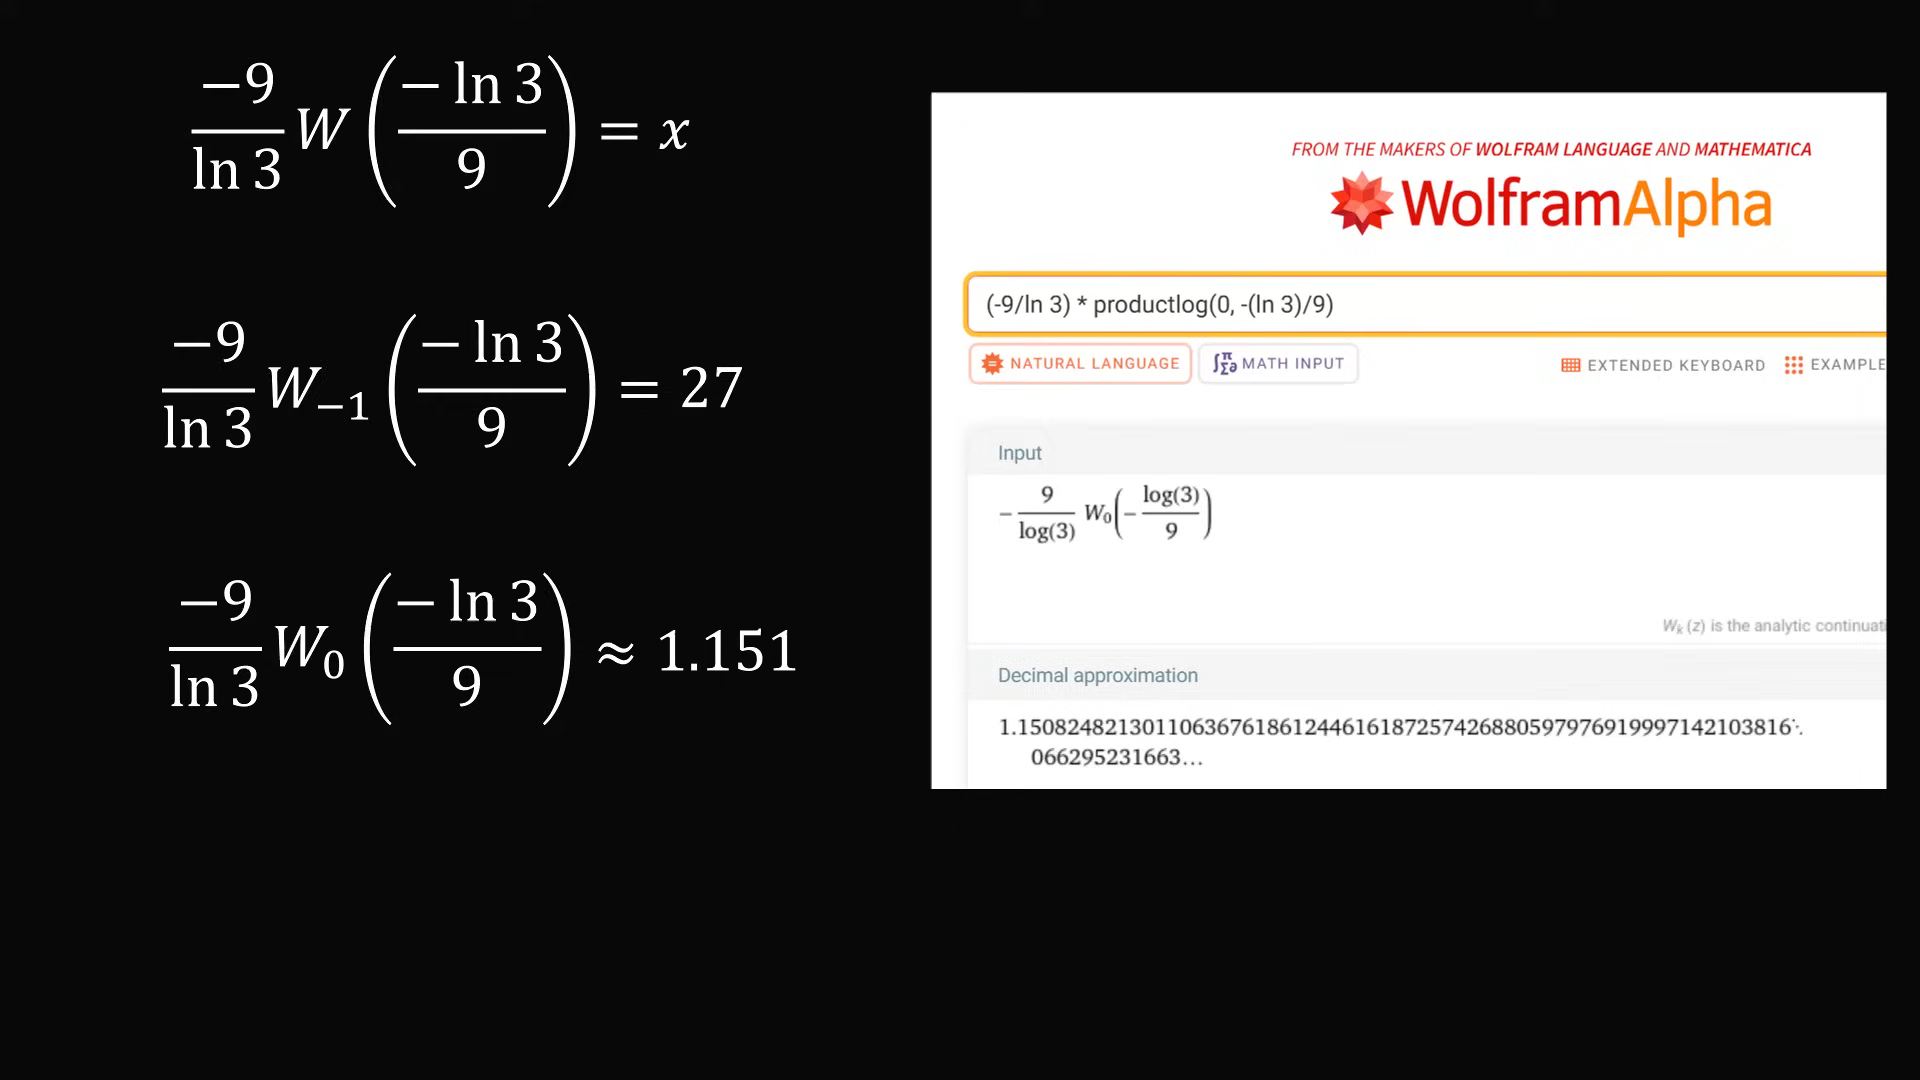 −9/ln 3 W(− ln 3/9) = x
−9/ln 3 W₋₁(− ln 3/9) = 27
−9/ln 3 W₀(− ln 3/9) ≈ 1.151
FROM THE MAKERS OF WOLFRAM LANGUAGE AND MATHEMATICA
WolframAlpha
(-9/ln 3) * productlog(0, -(ln 3)/9)
NATURAL LANGUAGE MATH INPUT EXTENDED KEYBOARD EXAMPLE
Input
− 9/log(3) W₀(− log(3)/9)
Wₖ(z) is the analytic continuati
Decimal approximation
1.15082482130110636761861244616187257426880597976919997142103816⋱
066295231663…